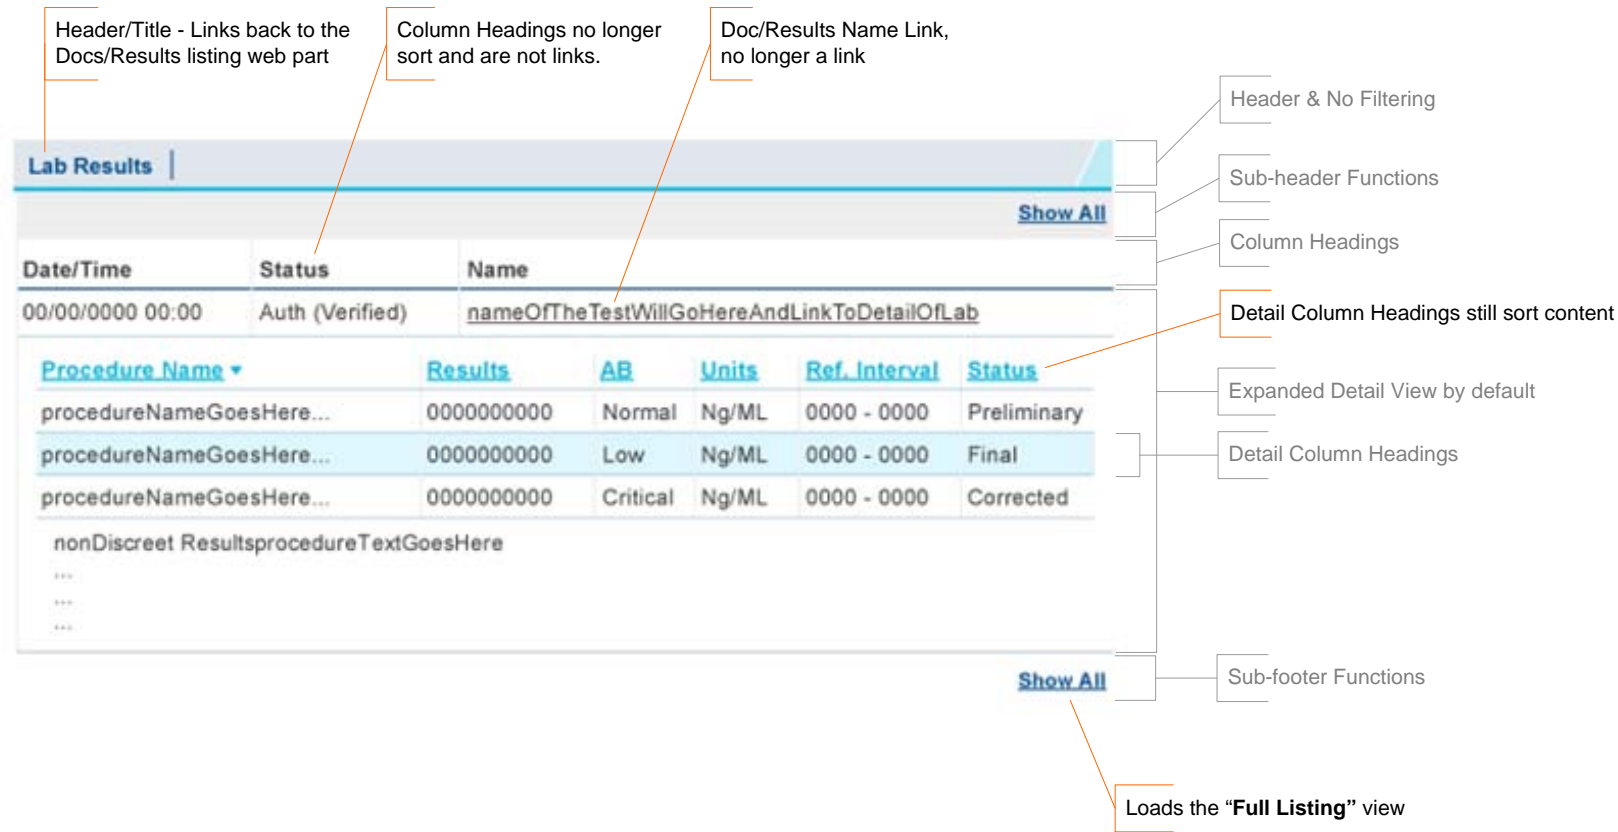 Header/Title - Links back to the
Docs/Results listing web part
Column Headings no longer
sort and are not links.
Doc/Results Name Link,
no longer a link
Header & No Filtering
Lab Results
Sub-header Functions
Show All
Column Headings
Date/Time Status Name
00/00/0000 00:00 Auth (Verified) nameOfTheTestWillGoHereAndLinkToDetailOfLab
Detail Column Headings still sort content
Procedure Name Results AB Units Ref. Interval Status
Expanded Detail View by default
procedureNameGoesHere... 0000000000 Normal Ng/ML 0000 - 0000 Preliminary
procedureNameGoesHere... 0000000000 Low Ng/ML 0000 - 0000 Final
Detail Column Headings
procedureNameGoesHere... 0000000000 Critical Ng/ML 0000 - 0000 Corrected
nonDiscreet ResultsprocedureTextGoesHere
...
...
...
Show All
Sub-footer Functions
Loads the “Full Listing” view